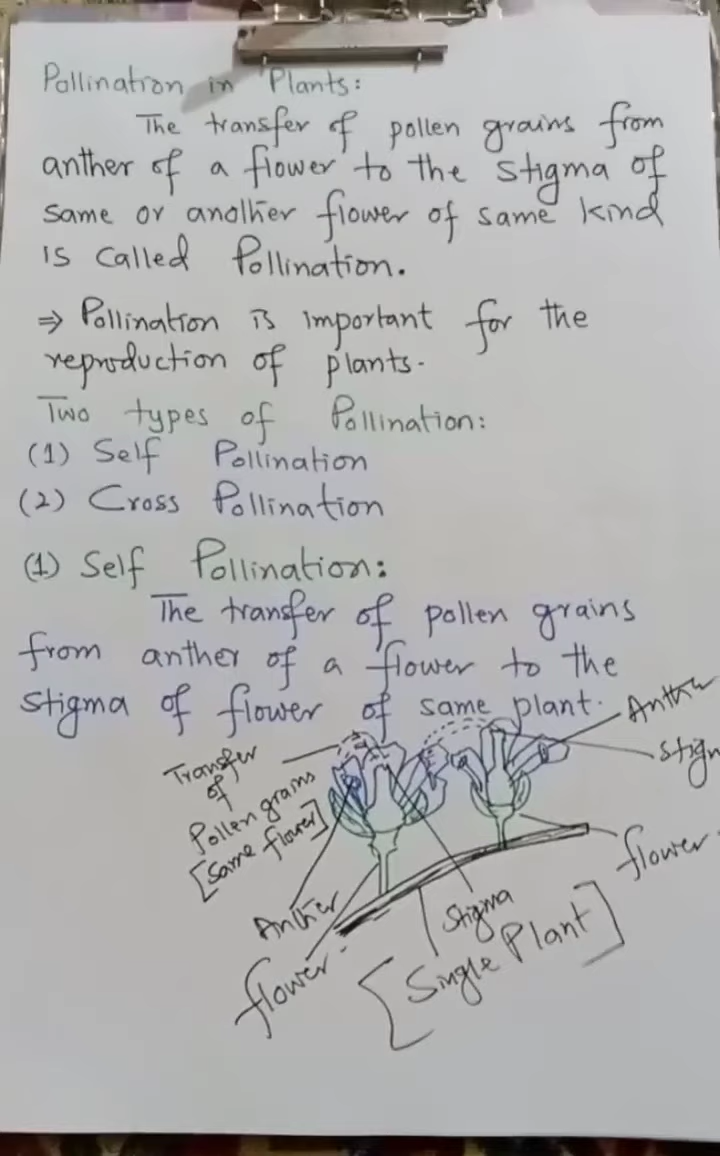 Pollination in Plants:
The transfer of pollen grains from
anther of a flower to the stigma of
same or another flower of same kind
is called Pollination.
⇒ Pollination is important for the
reproduction of plants.
Two types of Pollination:
(1) Self Pollination
(2) Cross Pollination
(1) Self Pollination:
The transfer of pollen grains
from anther of a flower to the
stigma of flower of same plant.
Transfer
of
Pollen grains
[Same flower]
Anther
Stign
flower.
Anther
Stigma
flower.
[Single Plant]